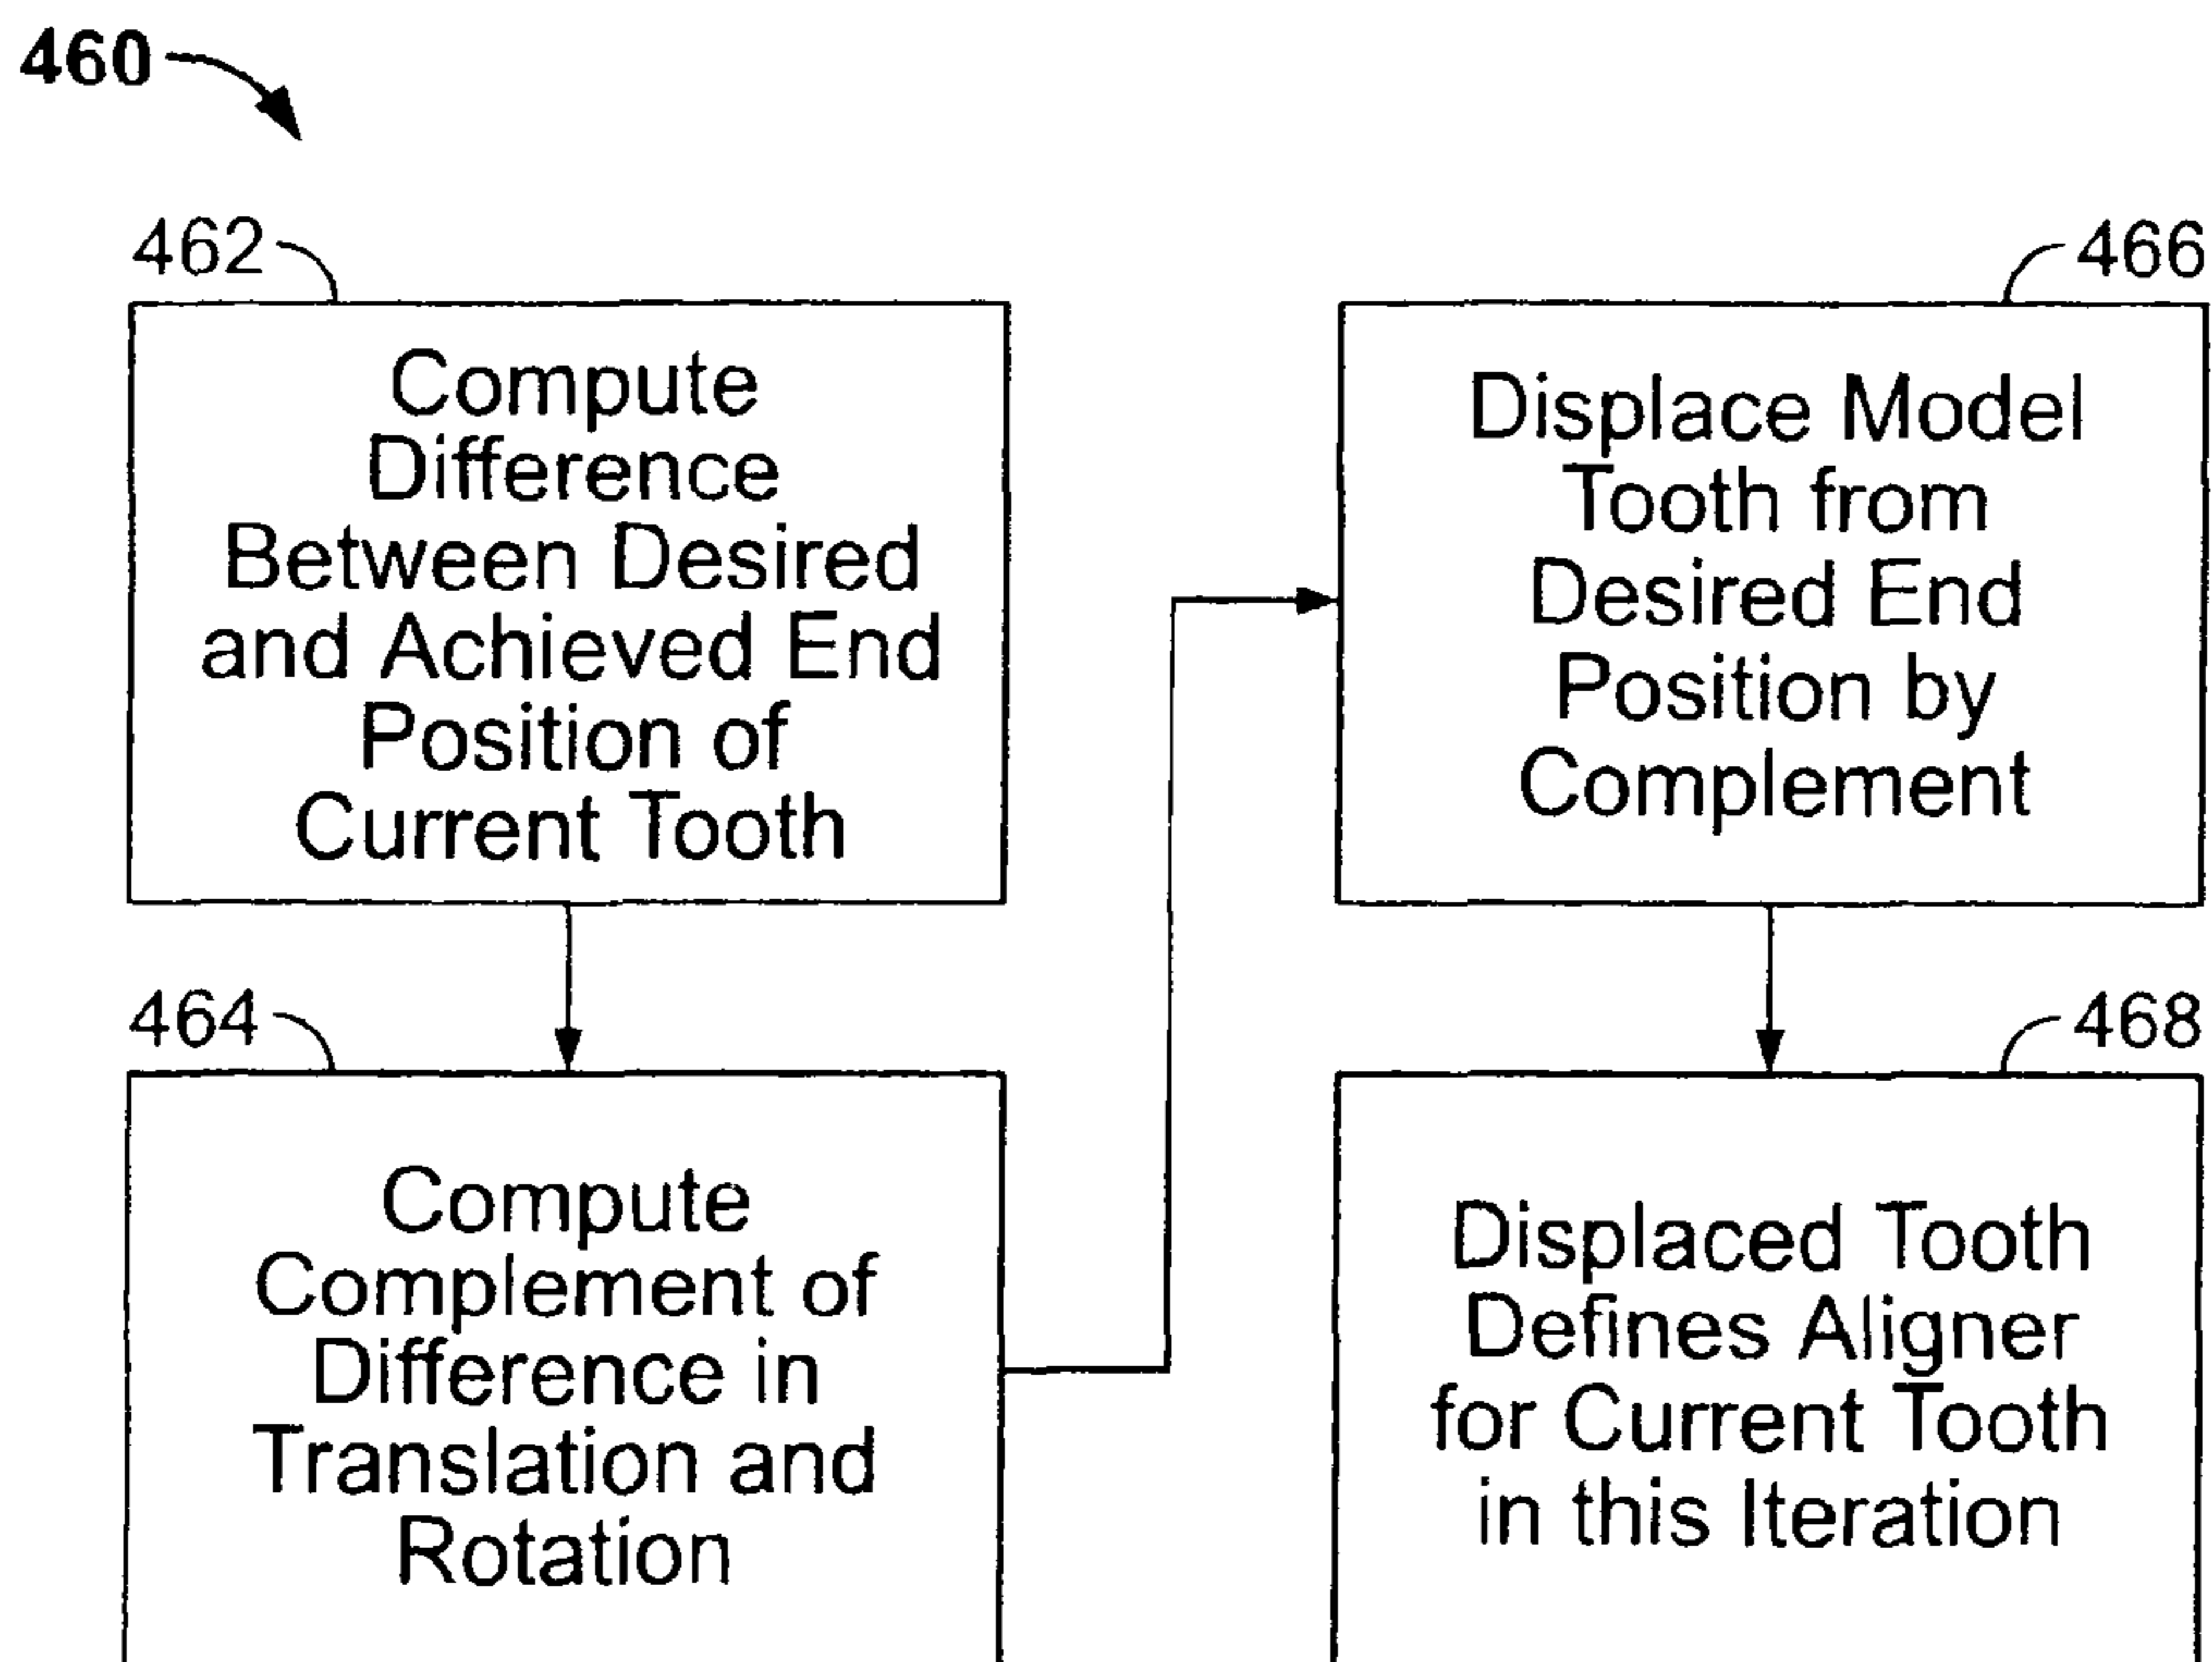 460
462
Compute
Difference
Between Desired
and Achieved End
Position of
Current Tooth
464
Compute
Complement of
Difference in
Translation and
Rotation
466
Displace Model
Tooth from
Desired End
Position by
Complement
468
Displaced Tooth
Defines Aligner
for Current Tooth
in this Iteration